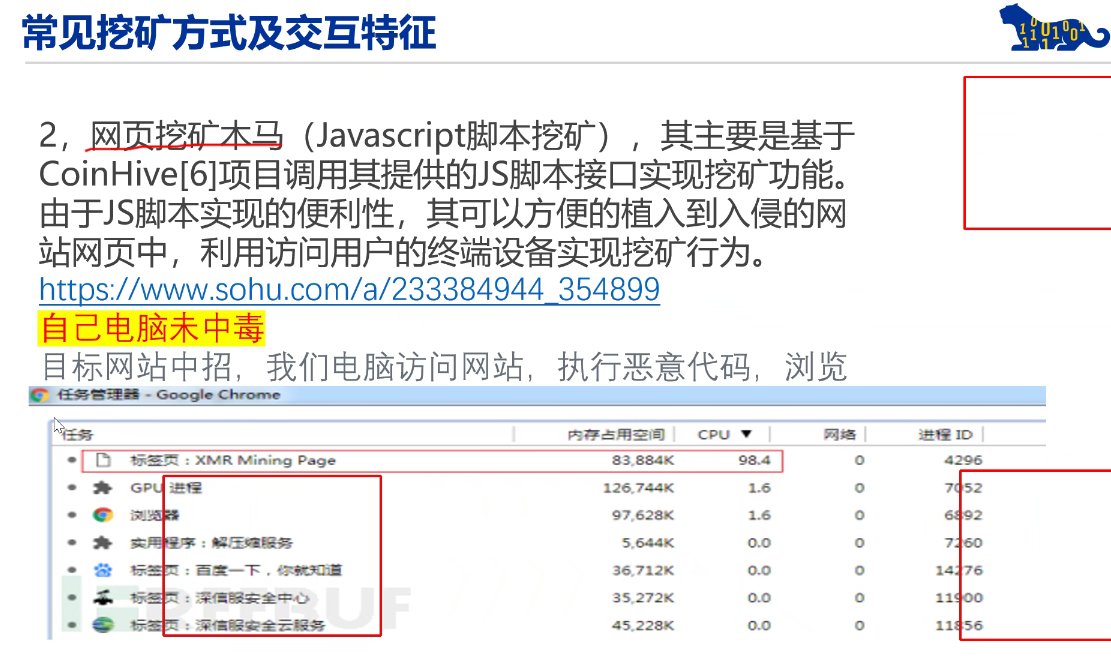 常见挖矿方式及交互特征
2，网页挖矿木马（Javascript脚本挖矿），其主要是基于
CoinHive[6]项目调用其提供的JS脚本接口实现挖矿功能。
由于JS脚本实现的便利性，其可以方便的植入到入侵的网
站网页中，利用访问用户的终端设备实现挖矿行为。
https://www.sohu.com/a/233384944_354899
自己电脑未中毒
目标网站中招，我们电脑访问网站，执行恶意代码，浏览
任务管理器 - Google Chrome
任务 内存占用空间 CPU ▼ 网络 进程 ID
标签页：XMR Mining Page 83,884K 98.4 0 4296
GPU 进程 126,744K 1.6 0 7052
浏览器 97,628K 1.6 0 6892
实用程序：解压缩服务 5,644K 0.0 0 7260
标签页：百度一下，你就知道 36,712K 0.0 0 14276
标签页：深信服安全中心 35,272K 0.0 0 11900
标签页：深信服安全云服务 45,228K 0.0 0 11856